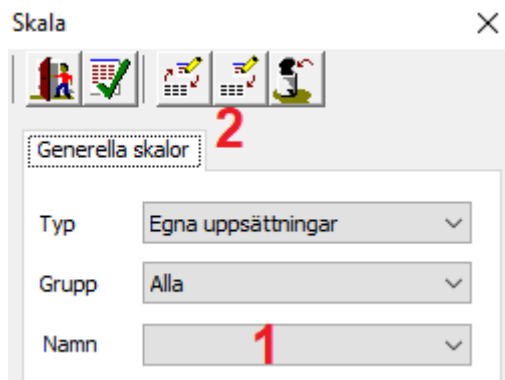 Skala
2
Generella skalor
Typ Egna uppsättningar
Grupp Alla
Namn 1